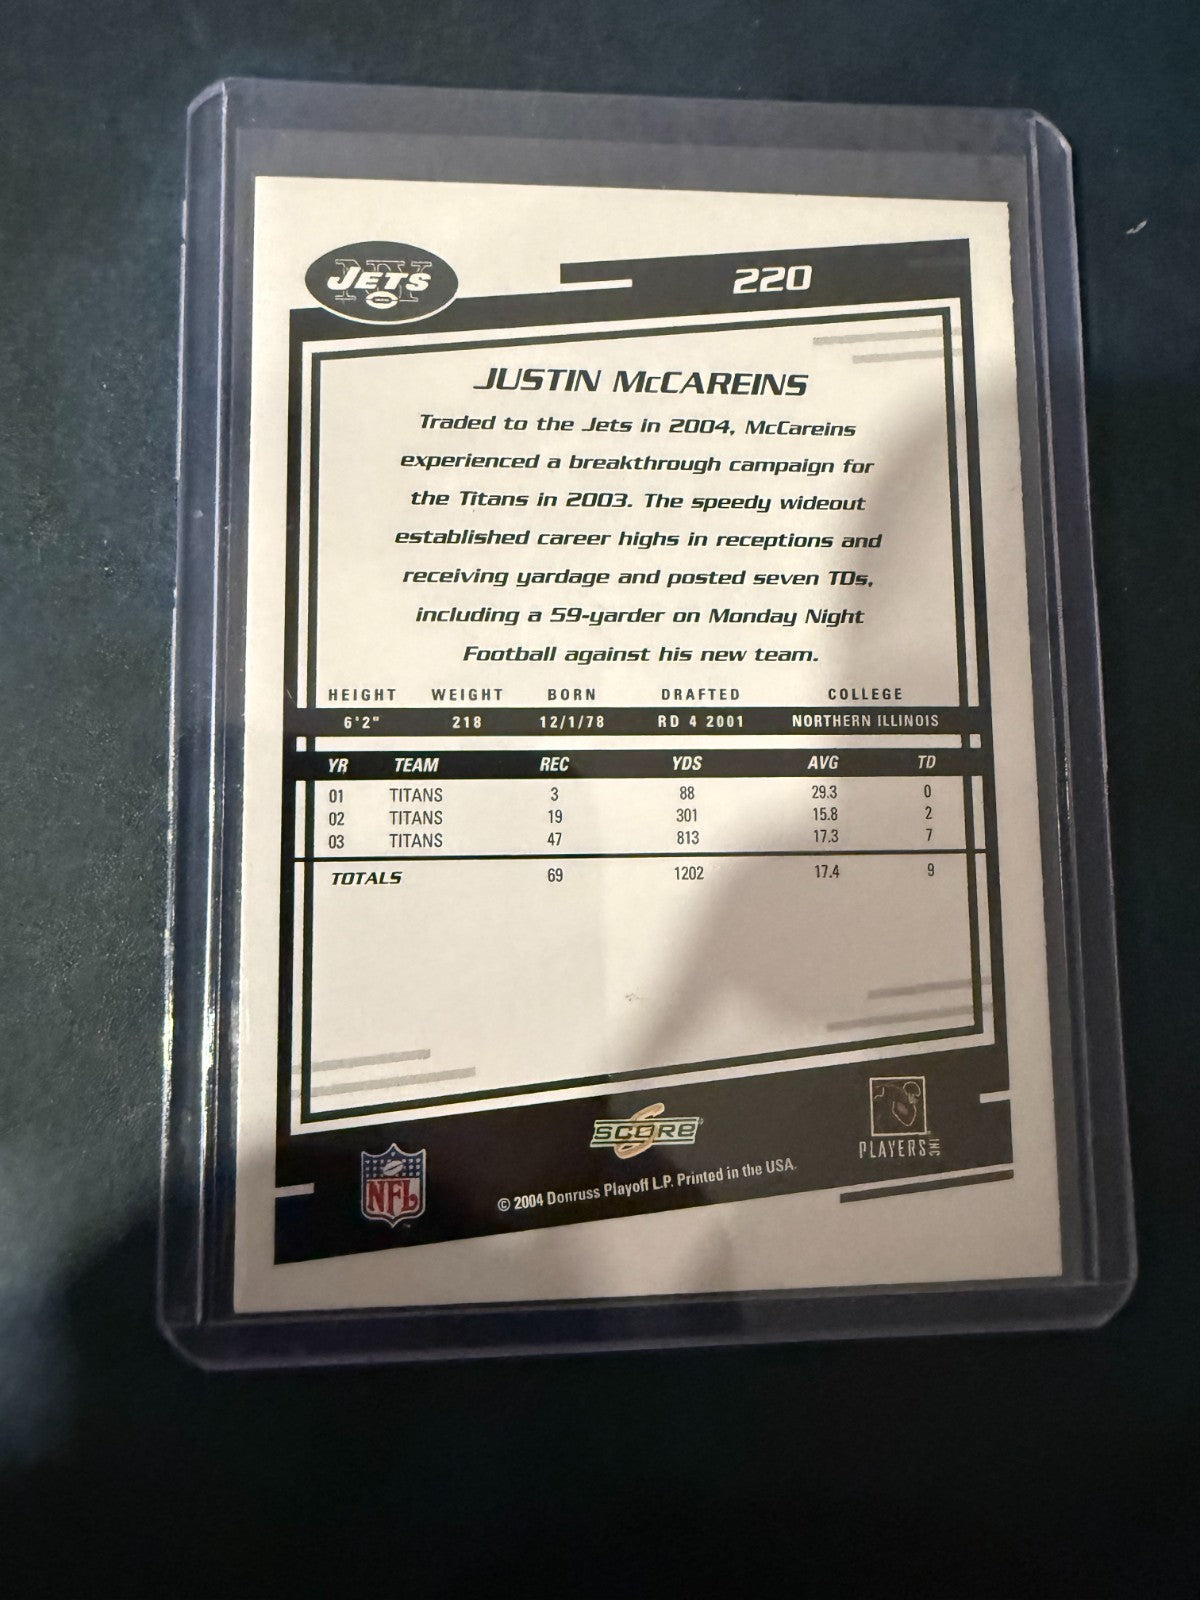 NY
JETS
220
JUSTIN McCAREINS
Traded to the Jets in 2004, McCareins
experienced a breakthrough campaign for
the Titans in 2003. The speedy wideout
established career highs in receptions and
receiving yardage and posted seven TDs,
including a 59-yarder on Monday Night
Football against his new team.
HEIGHT WEIGHT BORN DRAFTED COLLEGE
6'2" 218 12/1/78 RD 4 2001 NORTHERN ILLINOIS
YR TEAM REC YDS AVG TD
01 TITANS 3 88 29.3 0
02 TITANS 19 301 15.8 2
03 TITANS 47 813 17.3 7
TOTALS 69 1202 17.4 9
SCORE
PLAYERS INC
NFL
© 2004 Donruss Playoff L.P. Printed in the USA.